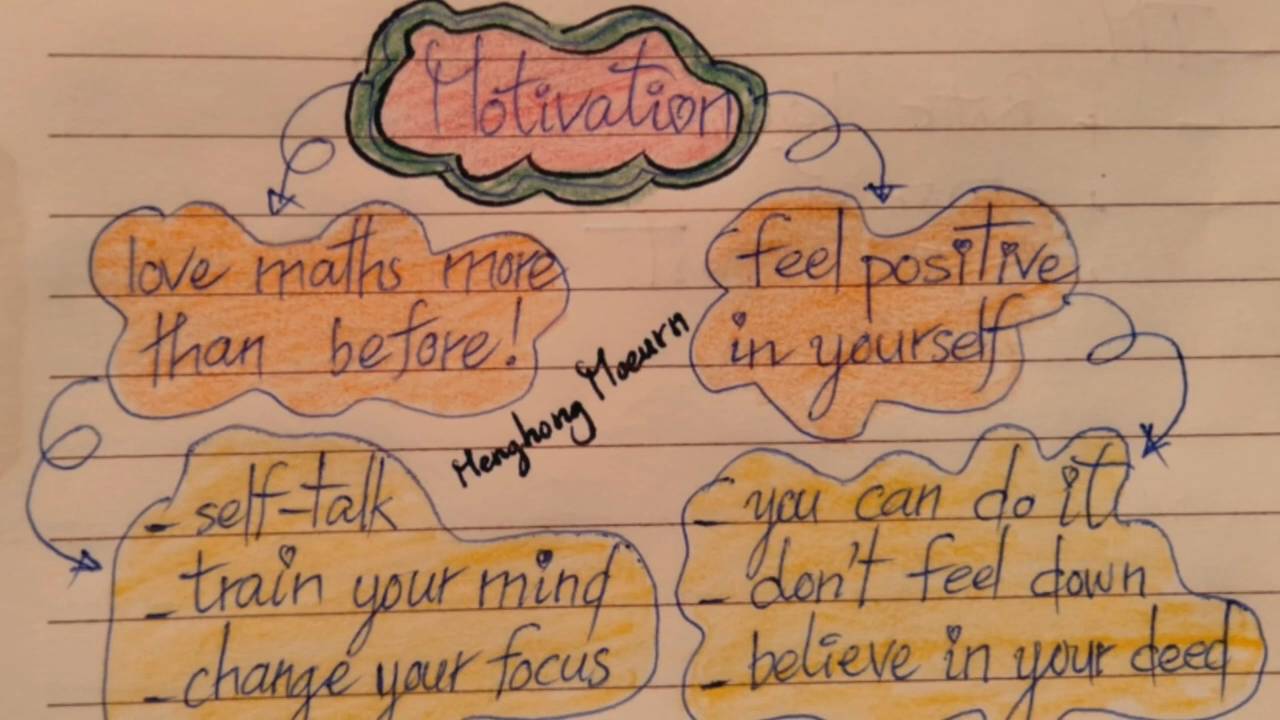 Motivation
love maths more
than before!
feel positive
in yourself
Menghong Moeurn
- self-talk
- train your mind
- change your focus
- you can do it
- don't feel down
- believe in your deed